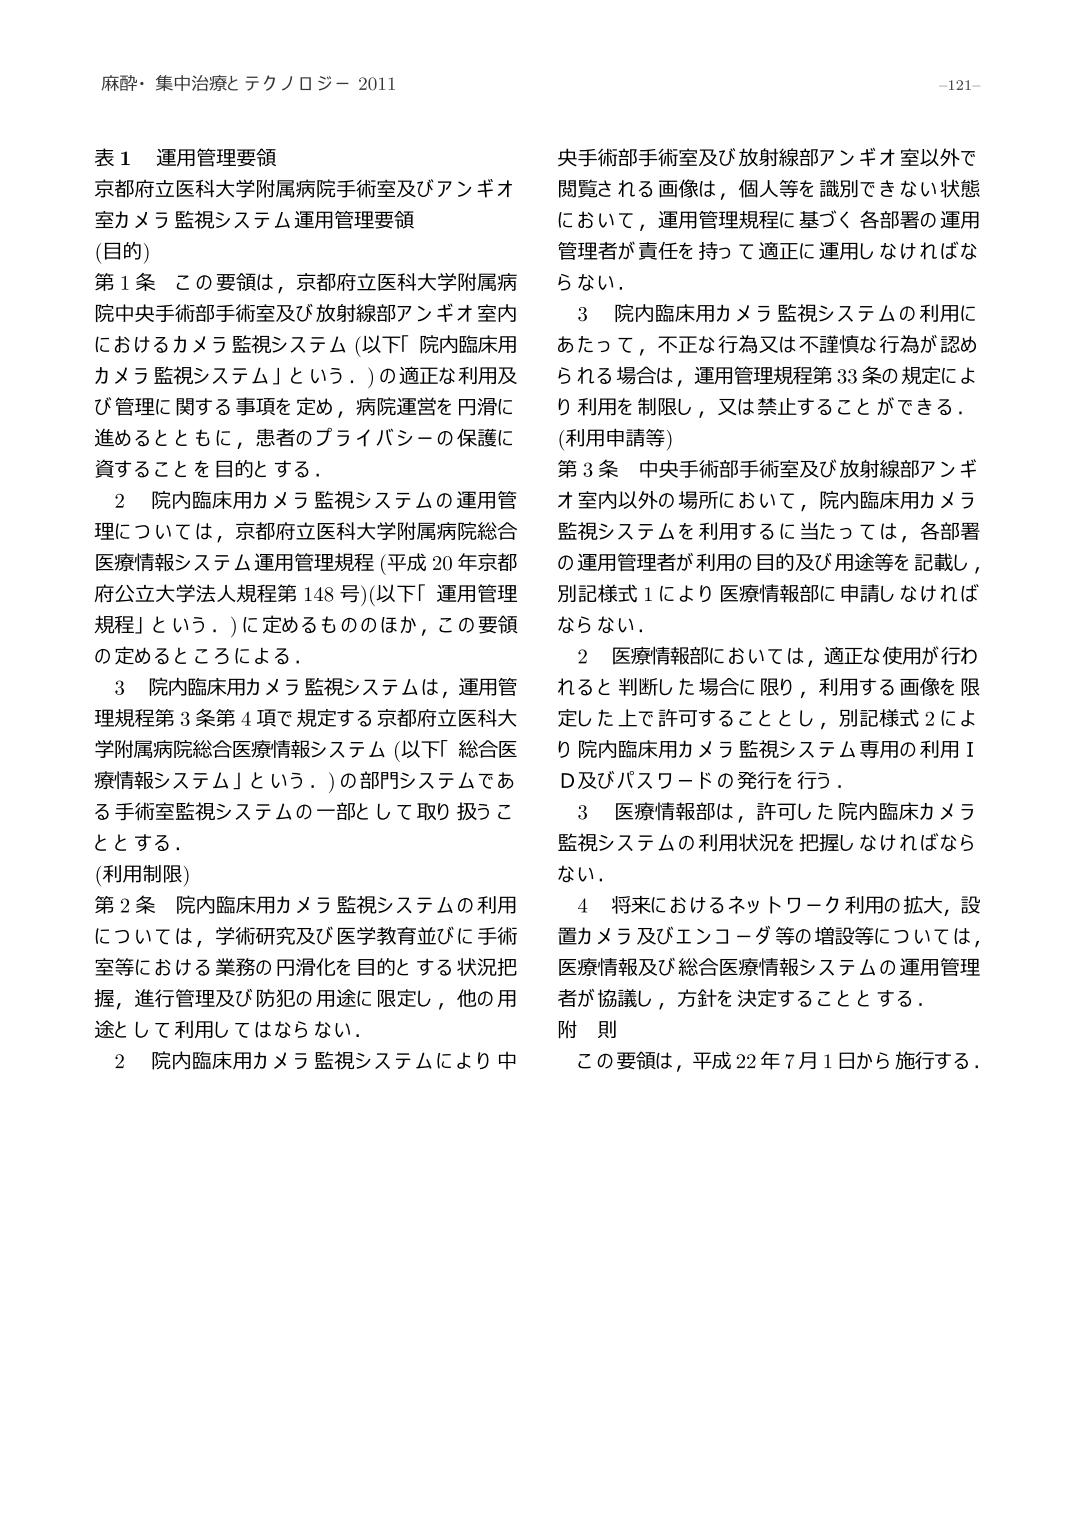 麻酔・集中治療とテクノロジー 2011
–121–
表 1　運用管理要領
京都府立医科大学附属病院手術室及びアンギオ
室カメラ監視システム運用管理要領
(目的)
第 1 条　この要領は，京都府立医科大学附属病
院中央手術部手術室及び放射線部アンギオ室内
におけるカメラ監視システム (以下「院内臨床用
カメラ監視システム」という．) の適正な利用及
び管理に関する事項を定め，病院運営を円滑に
進めるとともに，患者のプライバシーの保護に
資することを目的とする．
　2　院内臨床用カメラ監視システムの運用管
理については，京都府立医科大学附属病院総合
医療情報システム運用管理規程 (平成 20 年京都
府公立大学法人規程第 148 号)(以下「運用管理
規程」という．) に定めるもののほか，この要領
の定めるところによる．
　3　院内臨床用カメラ監視システムは，運用管
理規程第 3 条第 4 項で規定する京都府立医科大
学附属病院総合医療情報システム (以下「総合医
療情報システム」という．) の部門システムであ
る手術室監視システムの一部として取り扱うこ
ととする．
(利用制限)
第 2 条　院内臨床用カメラ監視システムの利用
については，学術研究及び医学教育並びに手術
室等における業務の円滑化を目的とする状況把
握，進行管理及び防犯の用途に限定し，他の用
途として利用してはならない．
　2　院内臨床用カメラ監視システムにより中
央手術部手術室及び放射線部アンギオ室以外で
閲覧される画像は，個人等を識別できない状態
において，運用管理規程に基づく各部署の運用
管理者が責任を持って適正に運用しなければな
らない．
　3　院内臨床用カメラ監視システムの利用に
あたって，不正な行為又は不謹慎な行為が認め
られる場合は，運用管理規程第 33 条の規定によ
り利用を制限し，又は禁止することができる．
(利用申請等)
第 3 条　中央手術部手術室及び放射線部アンギ
オ室内以外の場所において，院内臨床用カメラ
監視システムを利用するに当たっては，各部署
の運用管理者が利用の目的及び用途等を記載し，
別記様式 1 により医療情報部に申請しなければ
ならない．
　2　医療情報部においては，適正な使用が行わ
れると判断した場合に限り，利用する画像を限
定した上で許可することとし，別記様式 2 によ
り院内臨床用カメラ監視システム専用の利用Ｉ
Ｄ及びパスワードの発行を行う．
　3　医療情報部は，許可した院内臨床カメラ
監視システムの利用状況を把握しなければなら
ない．
　4　将来におけるネットワーク利用の拡大，設
置カメラ及びエンコーダ等の増設等については，
医療情報及び総合医療情報システムの運用管理
者が協議し，方針を決定することとする．
附　則
　この要領は，平成 22 年 7 月 1 日から施行する．